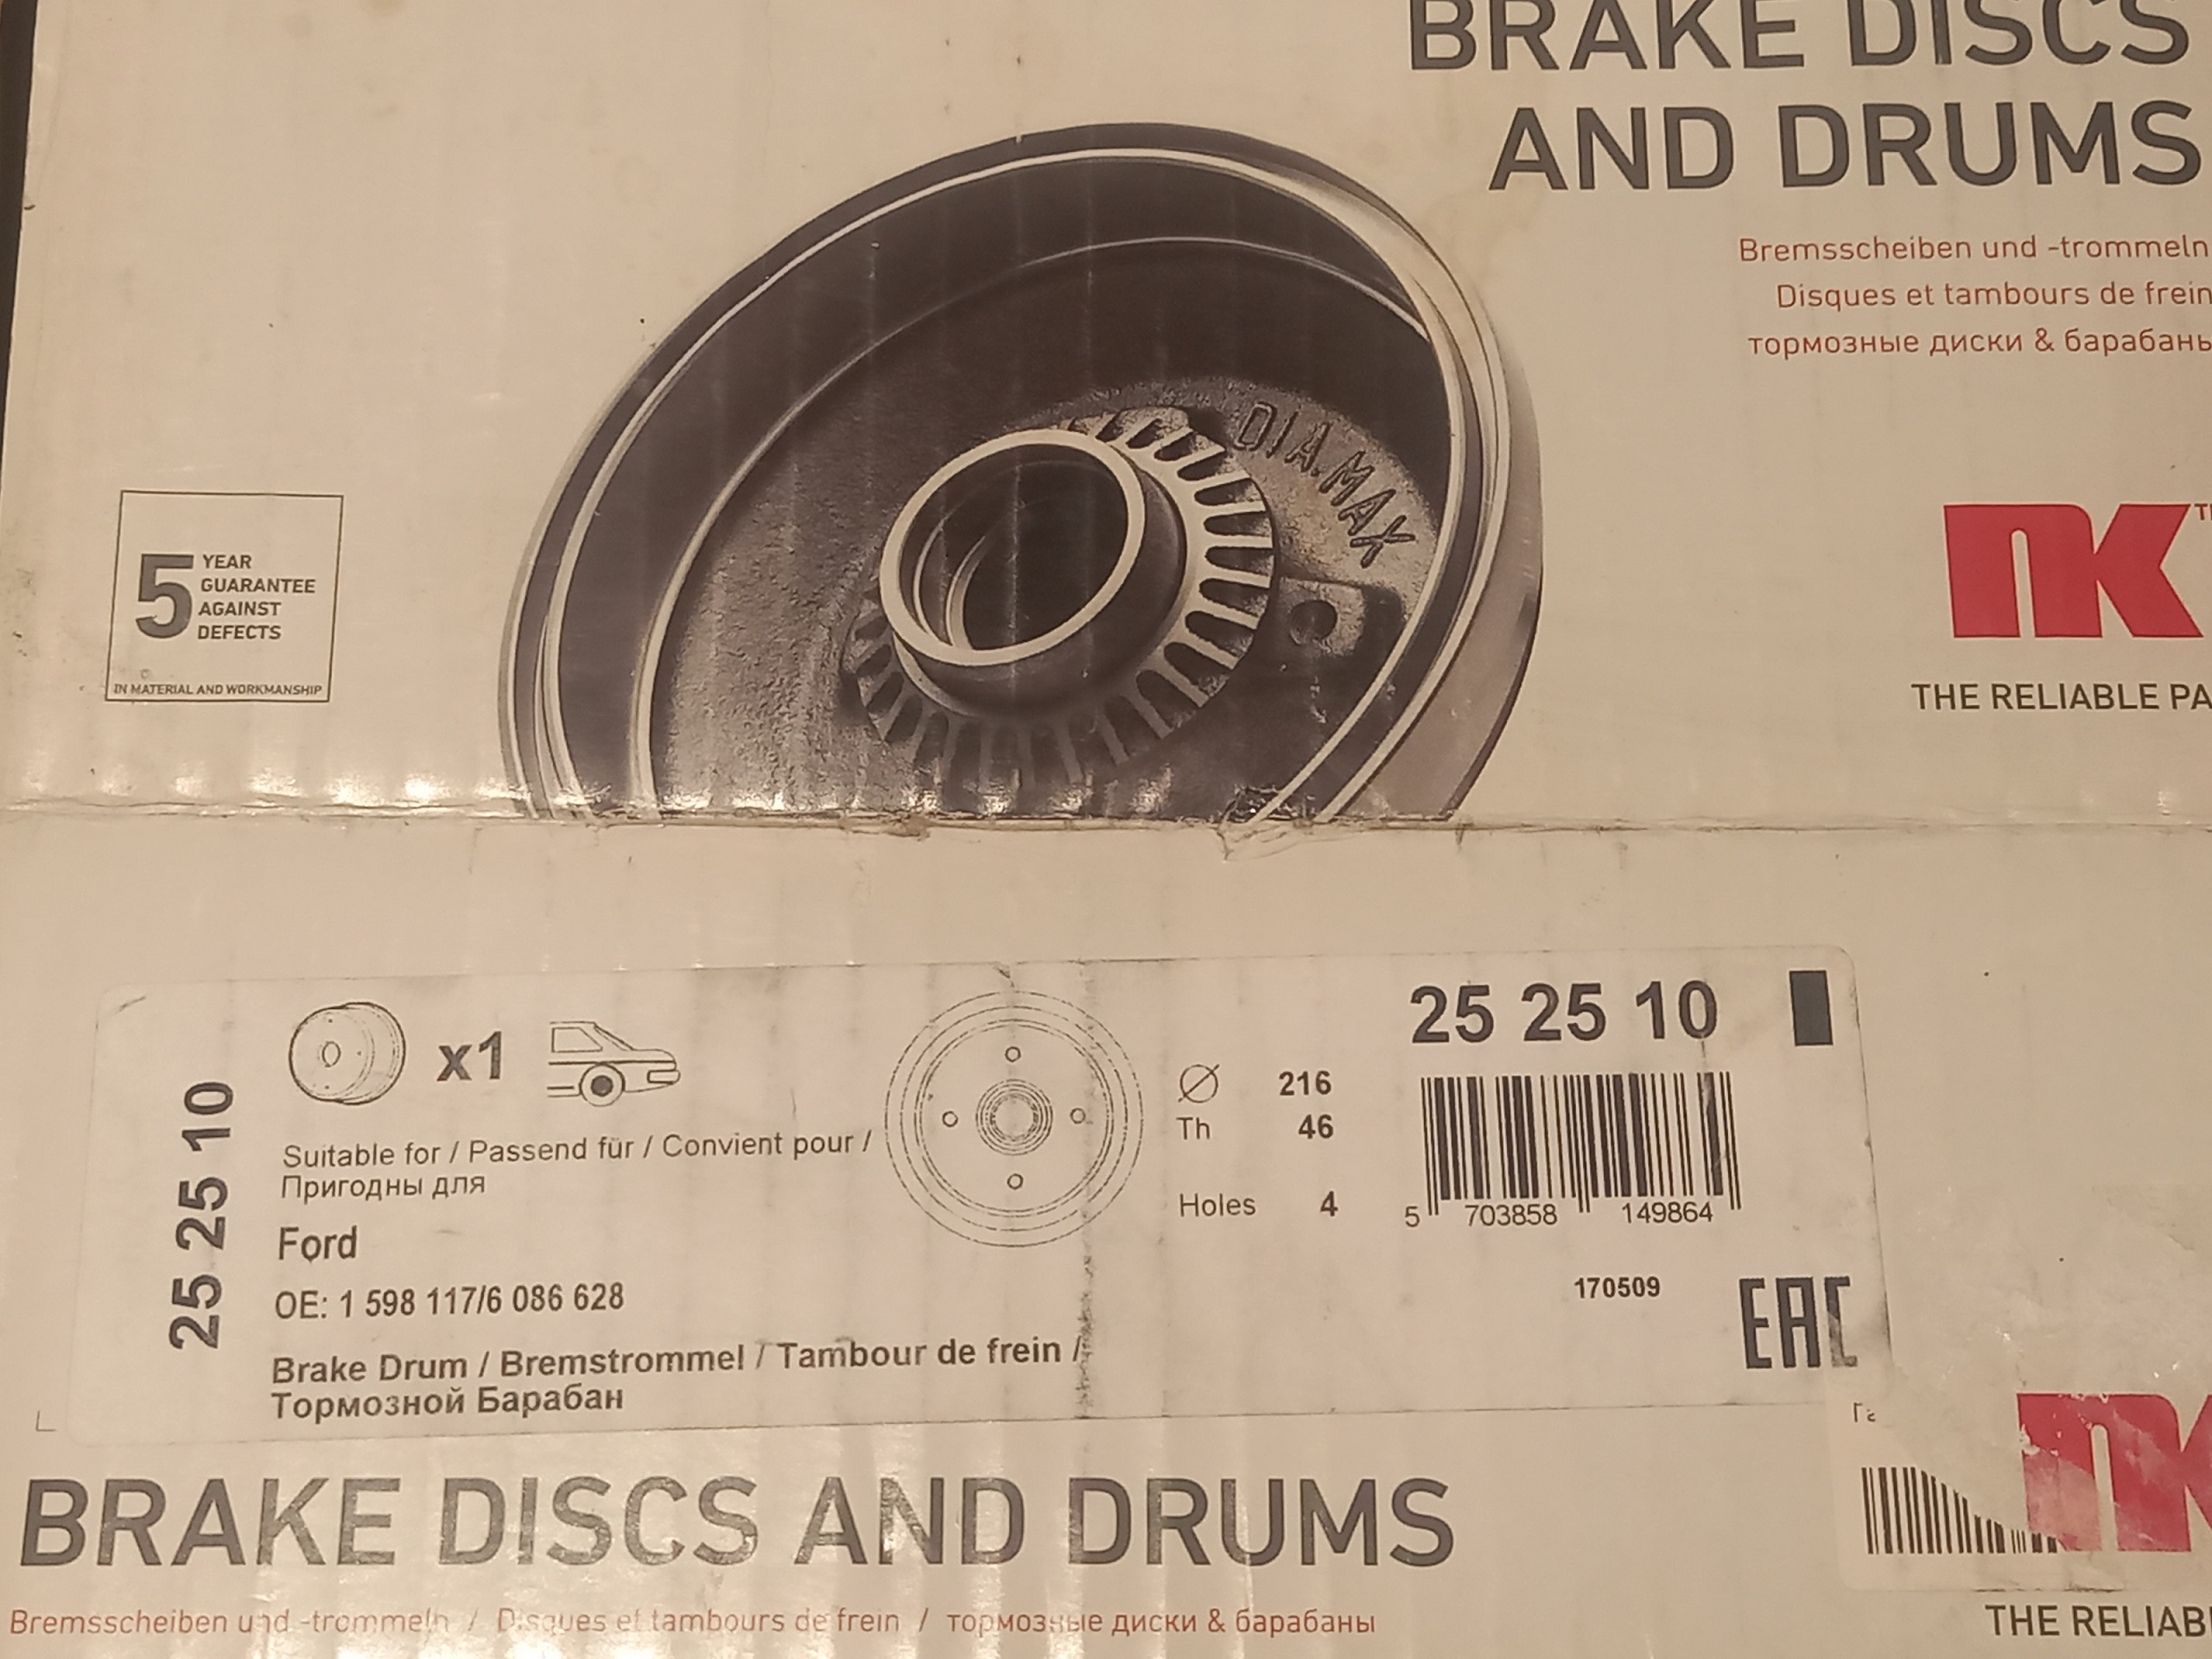 BRAKE DISCS
AND DRUMS
Bremsscheiben und -trommeln
Disques et tambours de frein
тормозные диски & барабаны
DIA.MAX
5 YEAR
GUARANTEE
AGAINST
DEFECTS
IN MATERIAL AND WORKMANSHIP
NK
THE RELIABLE
25 25 10
x1
Suitable for / Passend für / Convient pour /
Пригодны для
Ford
OE: 1 598 117/6 086 628
Brake Drum / Bremstrommel / Tambour de frein /
Тормозной Барабан
Ø 216
Th 46
Holes 4
25 25 10
5 703858 149864
170509
EAC
BRAKE DISCS AND DRUMS
Bremsscheiben und -trommeln / Disques et tambours de frein / тормозные диски & барабаны
NK
THE